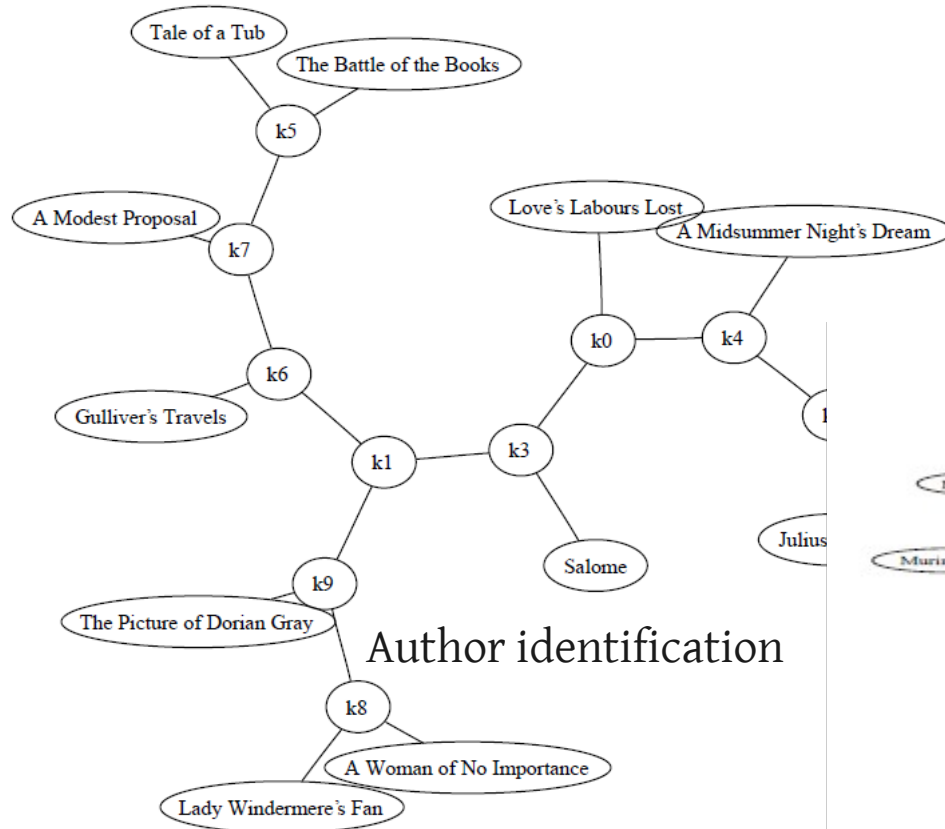 Tale of a Tub
The Battle of the Books
k5
A Modest Proposal
k7
Love's Labours Lost
A Midsummer Night's Dream
k0
k4
k6
Gulliver's Travels
k1
k3
Julius
Salome
k9
The Picture of Dorian Gray
Author identification
k8
A Woman of No Importance
Lady Windermere's Fan